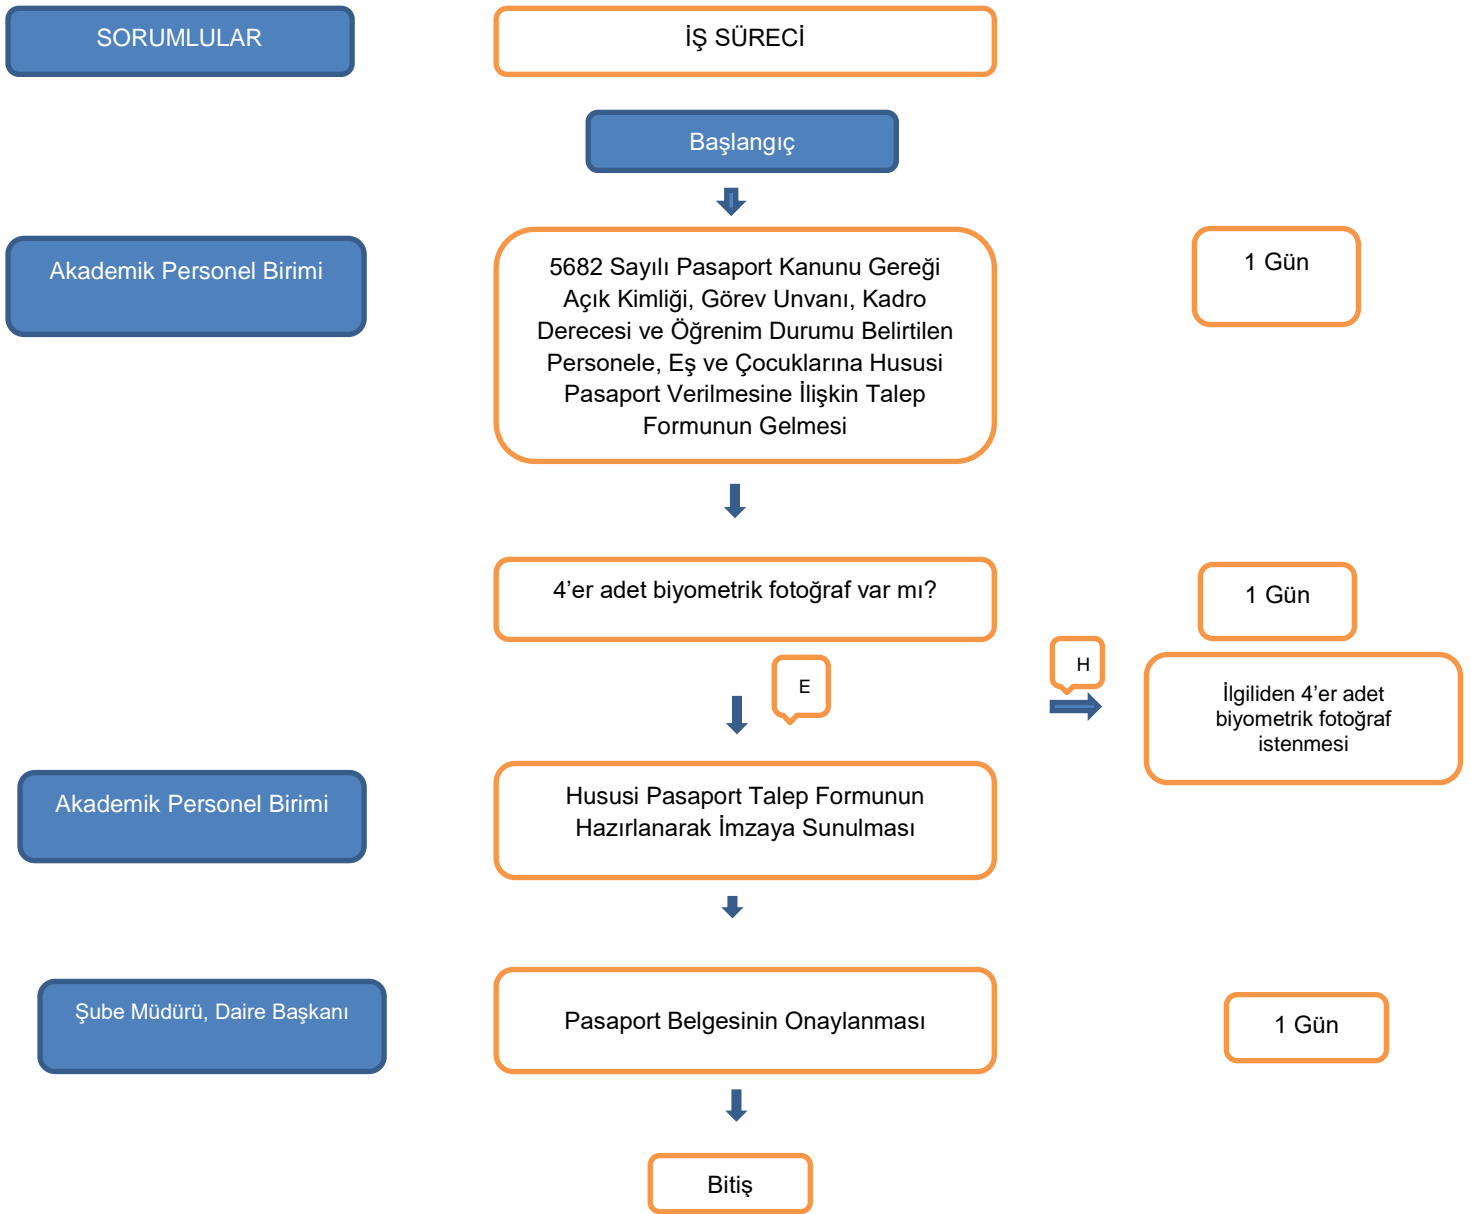 SORUMLULAR
İŞ SÜRECİ
Başlangıç
Akademik Personel Birimi
5682 Sayılı Pasaport Kanunu Gereği
Açık Kimliği, Görev Unvanı, Kadro
Derecesi ve Öğrenim Durumu Belirtilen
Personele, Eş ve Çocuklarına Hususi
Pasaport Verilmesine İlişkin Talep
Formunun Gelmesi
1 Gün
4’er adet biyometrik fotoğraf var mı?
1 Gün
E
H
İlgiliden 4’er adet
biyometrik fotoğraf
istenmesi
Akademik Personel Birimi
Hususi Pasaport Talep Formunun
Hazırlanarak İmzaya Sunulması
Şube Müdürü, Daire Başkanı
Pasaport Belgesinin Onaylanması
1 Gün
Bitiş